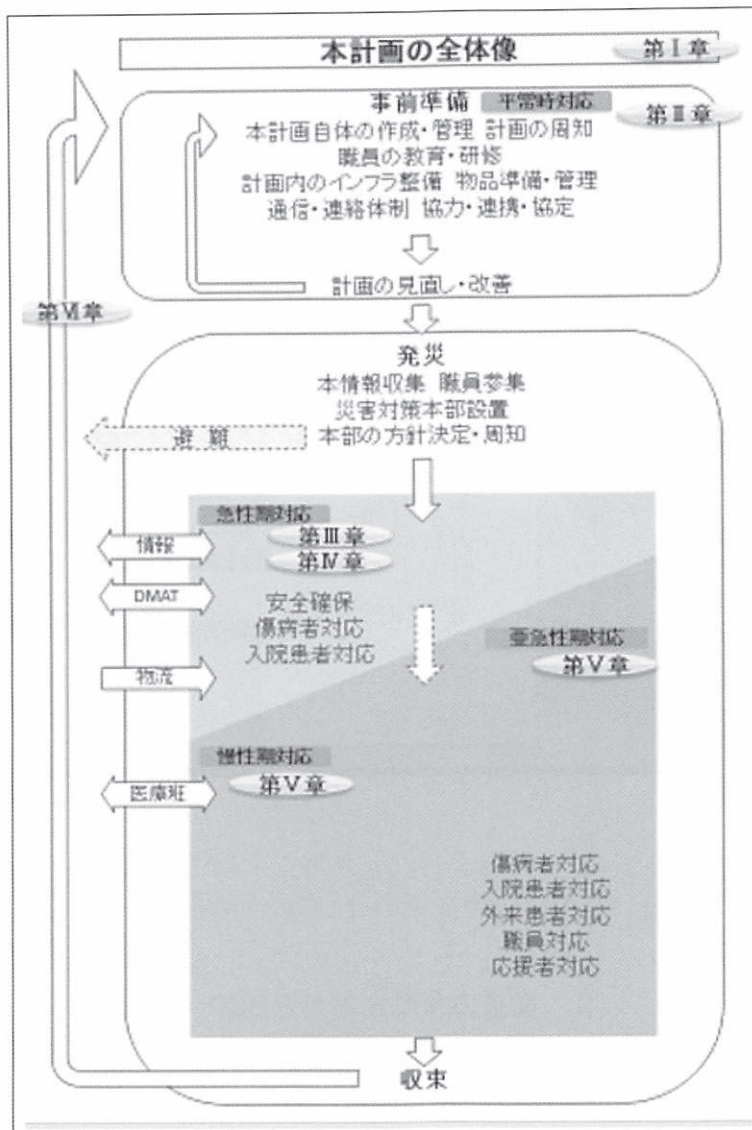 本計画の全体像 第Ⅰ章
事前準備 平常時対応 第Ⅱ章
本計画自体の作成・管理 計画の周知
職員の教育・研修
計画内のインフラ整備 物品準備・管理
通信・連絡体制 協力・連携・協定
計画の見直し・改善
第Ⅵ章
発災
本情報収集 職員参集
災害対策本部設置
本部の方針決定・周知
避難
急性期対応
第Ⅲ章
第Ⅳ章
情報
DMAT
安全確保
傷病者対応
入院患者対応
亜急性期対応
第Ⅴ章
物流
慢性期対応
第Ⅴ章
医療班
傷病者対応
入院患者対応
外来患者対応
職員対応
応援者対応
収束